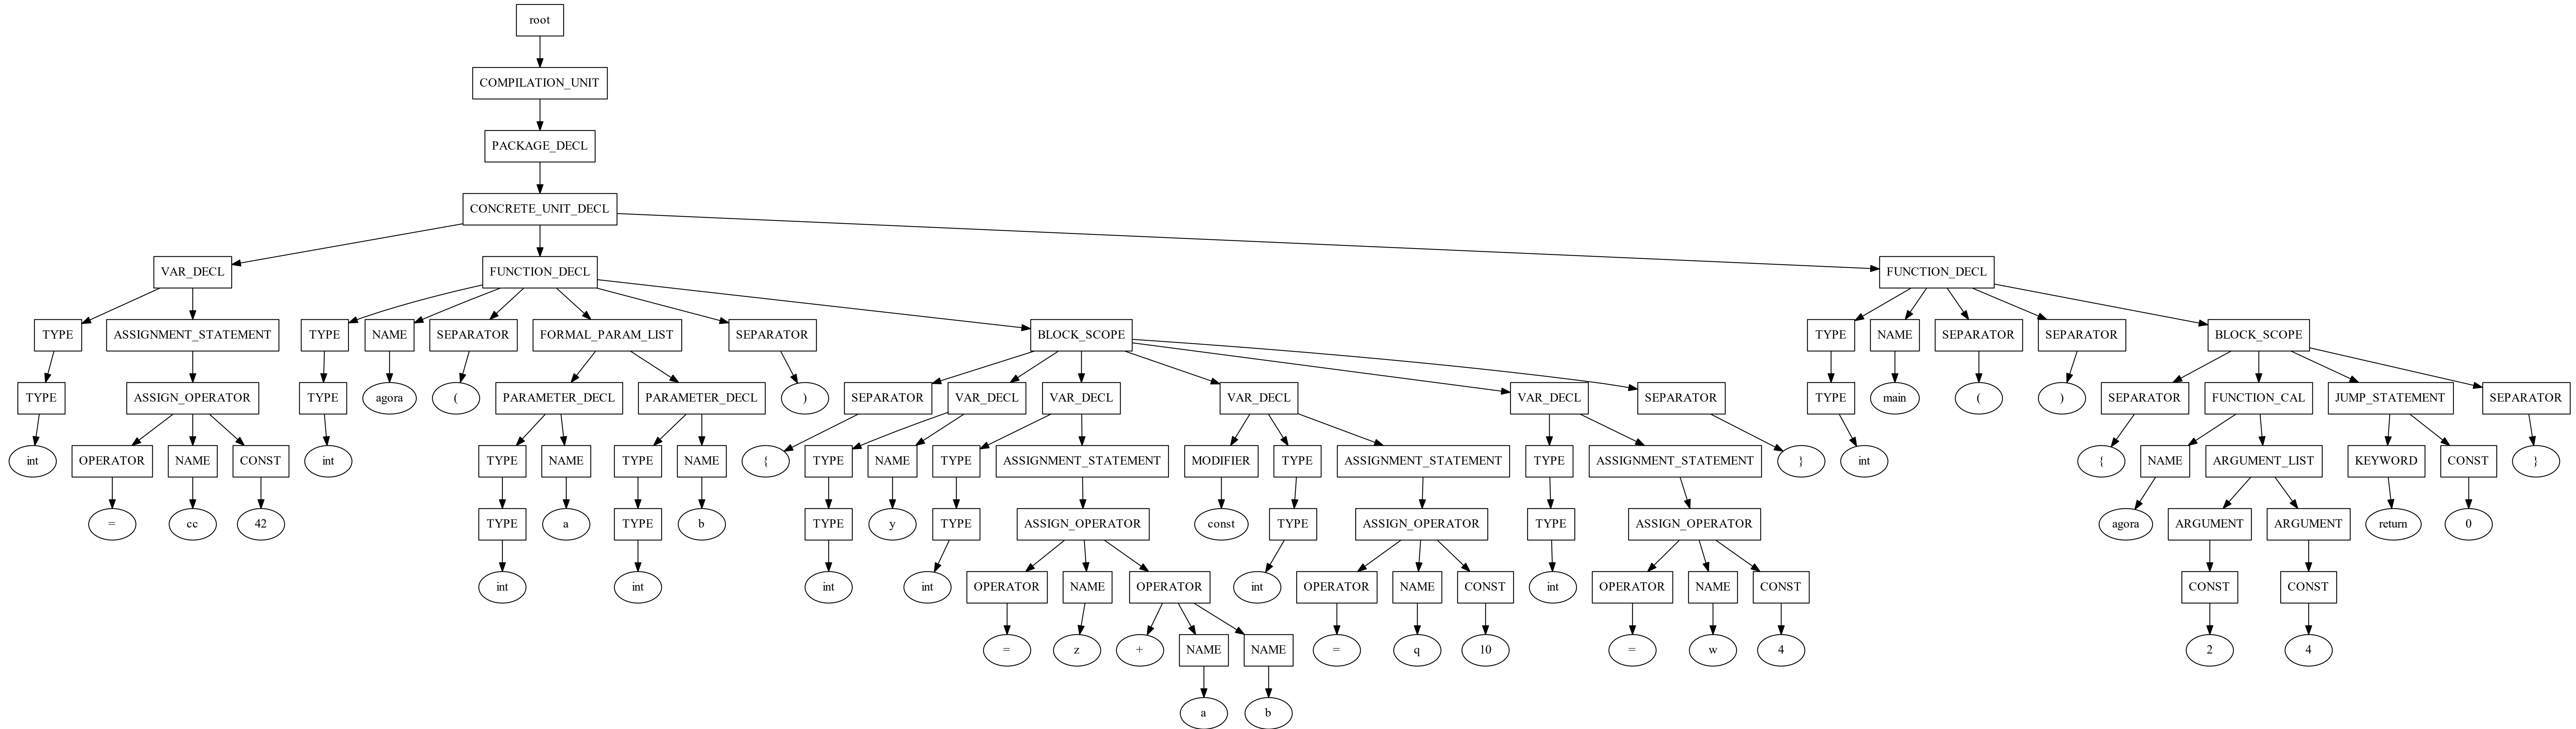 root
COMPILATION_UNIT
PACKAGE_DECL
CONCRETE_UNIT_DECL
VAR_DECL FUNCTION_DECL FUNCTION_DECL
TYPE ASSIGNMENT_STATEMENT TYPE NAME SEPARATOR FORMAL_PARAM_LIST SEPARATOR BLOCK_SCOPE TYPE NAME SEPARATOR SEPARATOR BLOCK_SCOPE
TYPE ASSIGN_OPERATOR TYPE agora ( PARAMETER_DECL PARAMETER_DECL ) SEPARATOR VAR_DECL VAR_DECL VAR_DECL VAR_DECL SEPARATOR TYPE main ( ) SEPARATOR FUNCTION_CAL JUMP_STATEMENT SEPARATOR
int OPERATOR NAME CONST int TYPE NAME TYPE NAME { TYPE NAME TYPE ASSIGNMENT_STATEMENT MODIFIER TYPE ASSIGNMENT_STATEMENT TYPE ASSIGNMENT_STATEMENT } int { NAME ARGUMENT_LIST KEYWORD CONST }
= cc 42 TYPE a TYPE b TYPE y TYPE ASSIGN_OPERATOR const TYPE ASSIGN_OPERATOR TYPE ASSIGN_OPERATOR agora ARGUMENT ARGUMENT return 0
int int int int OPERATOR NAME OPERATOR int OPERATOR NAME CONST int OPERATOR NAME CONST CONST CONST
= z + NAME NAME = q 10 = w 4 2 4
a b